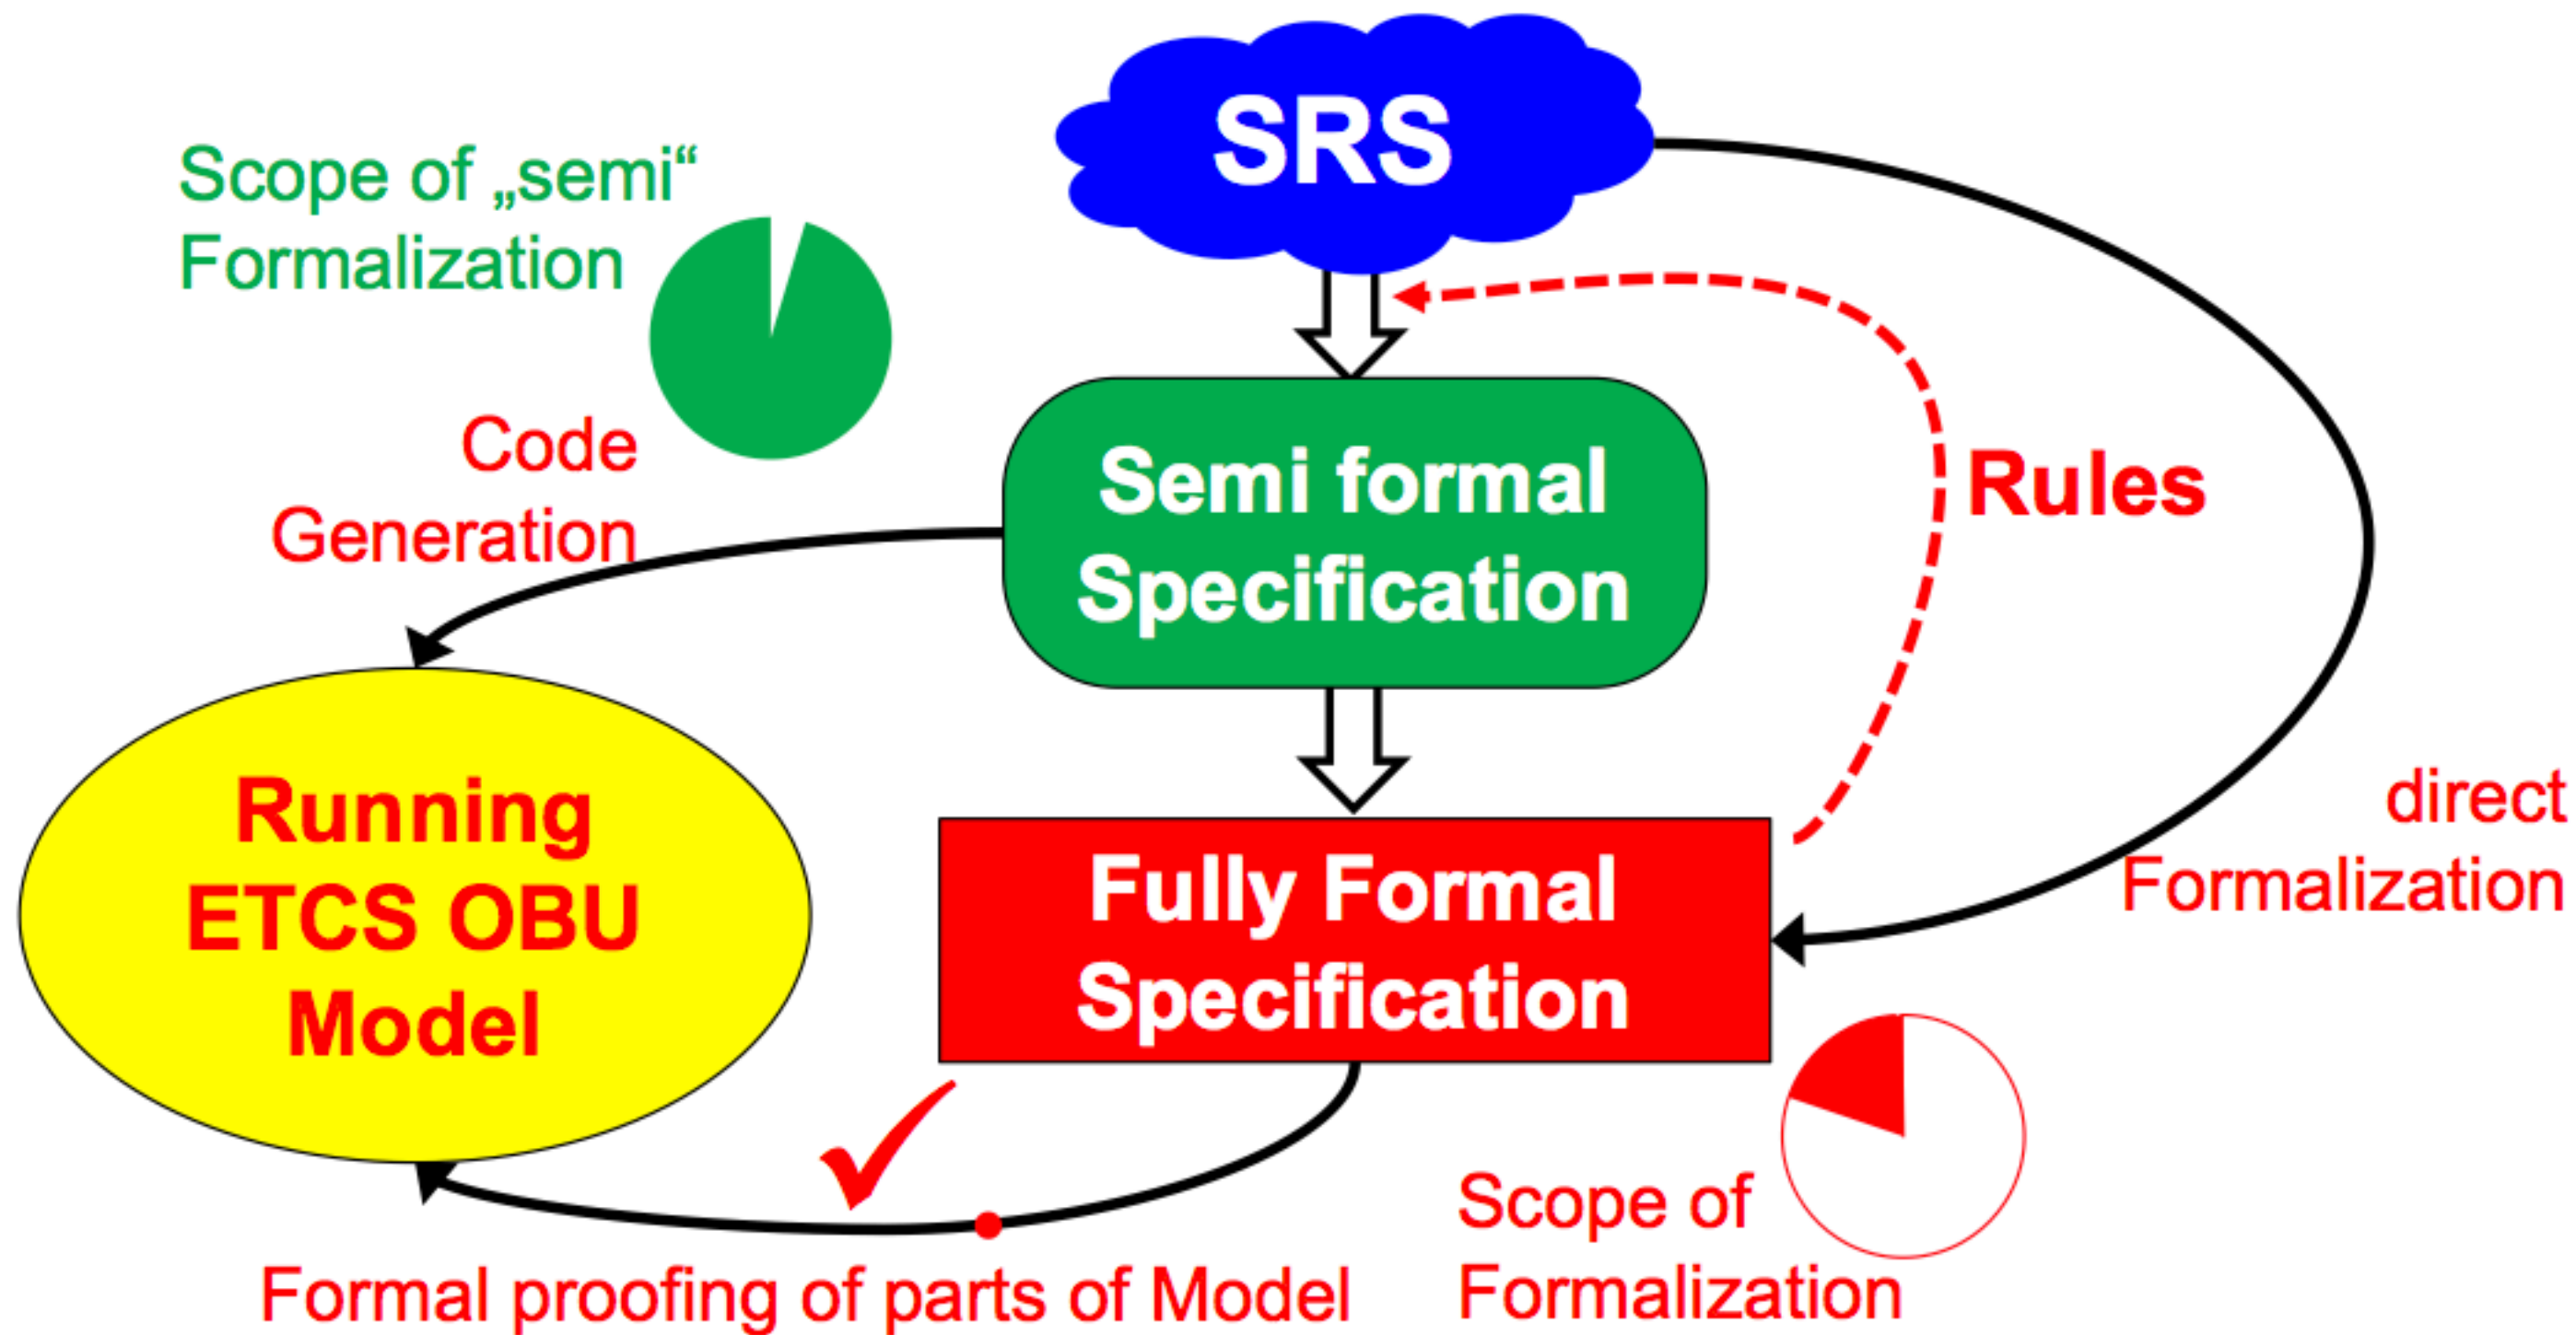 SRS
Scope of „semi“
Formalization
Code
Generation
Semi formal
Specification
Rules
Running
ETCS OBU
Model
Fully Formal
Specification
direct
Formalization
Scope of
Formalization
Formal proofing of parts of Model